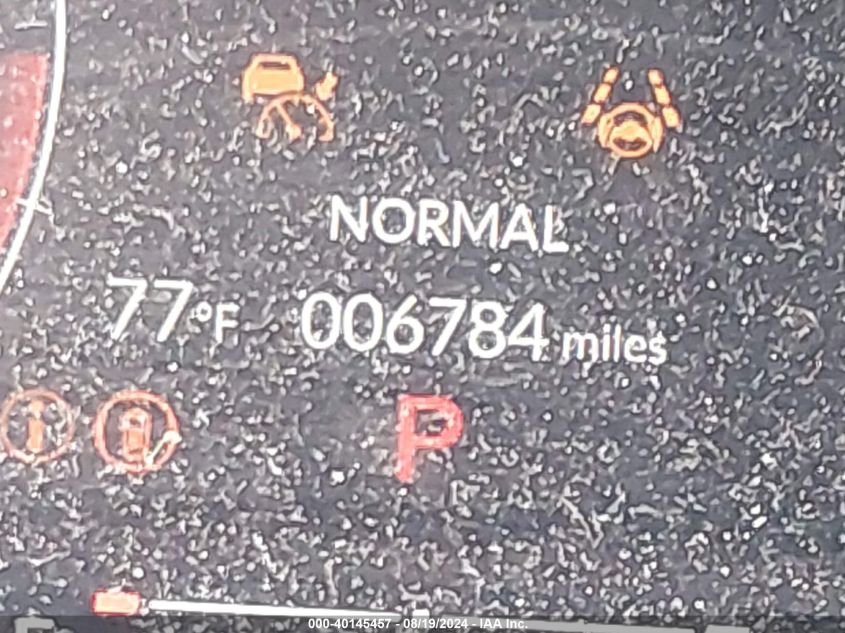 NORMAL
77°F 006784 miles
P
000-40145457 - 08/19/2024 - IAA Inc.